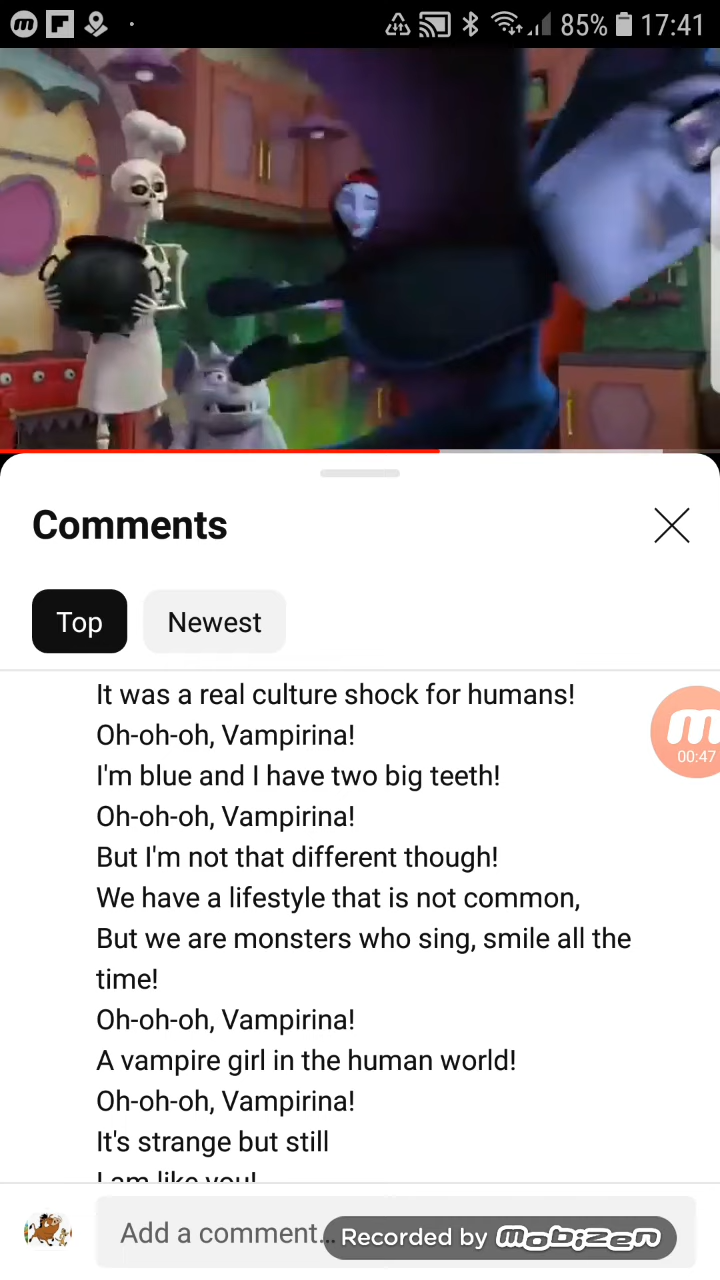 85% 17:41
Comments
Top Newest
It was a real culture shock for humans!
Oh-oh-oh, Vampirina!
I'm blue and I have two big teeth!
Oh-oh-oh, Vampirina!
But I'm not that different though!
We have a lifestyle that is not common,
But we are monsters who sing, smile all the
time!
Oh-oh-oh, Vampirina!
A vampire girl in the human world!
Oh-oh-oh, Vampirina!
It's strange but still
I am like you!
00:47
Add a comment...
Recorded by mobizen